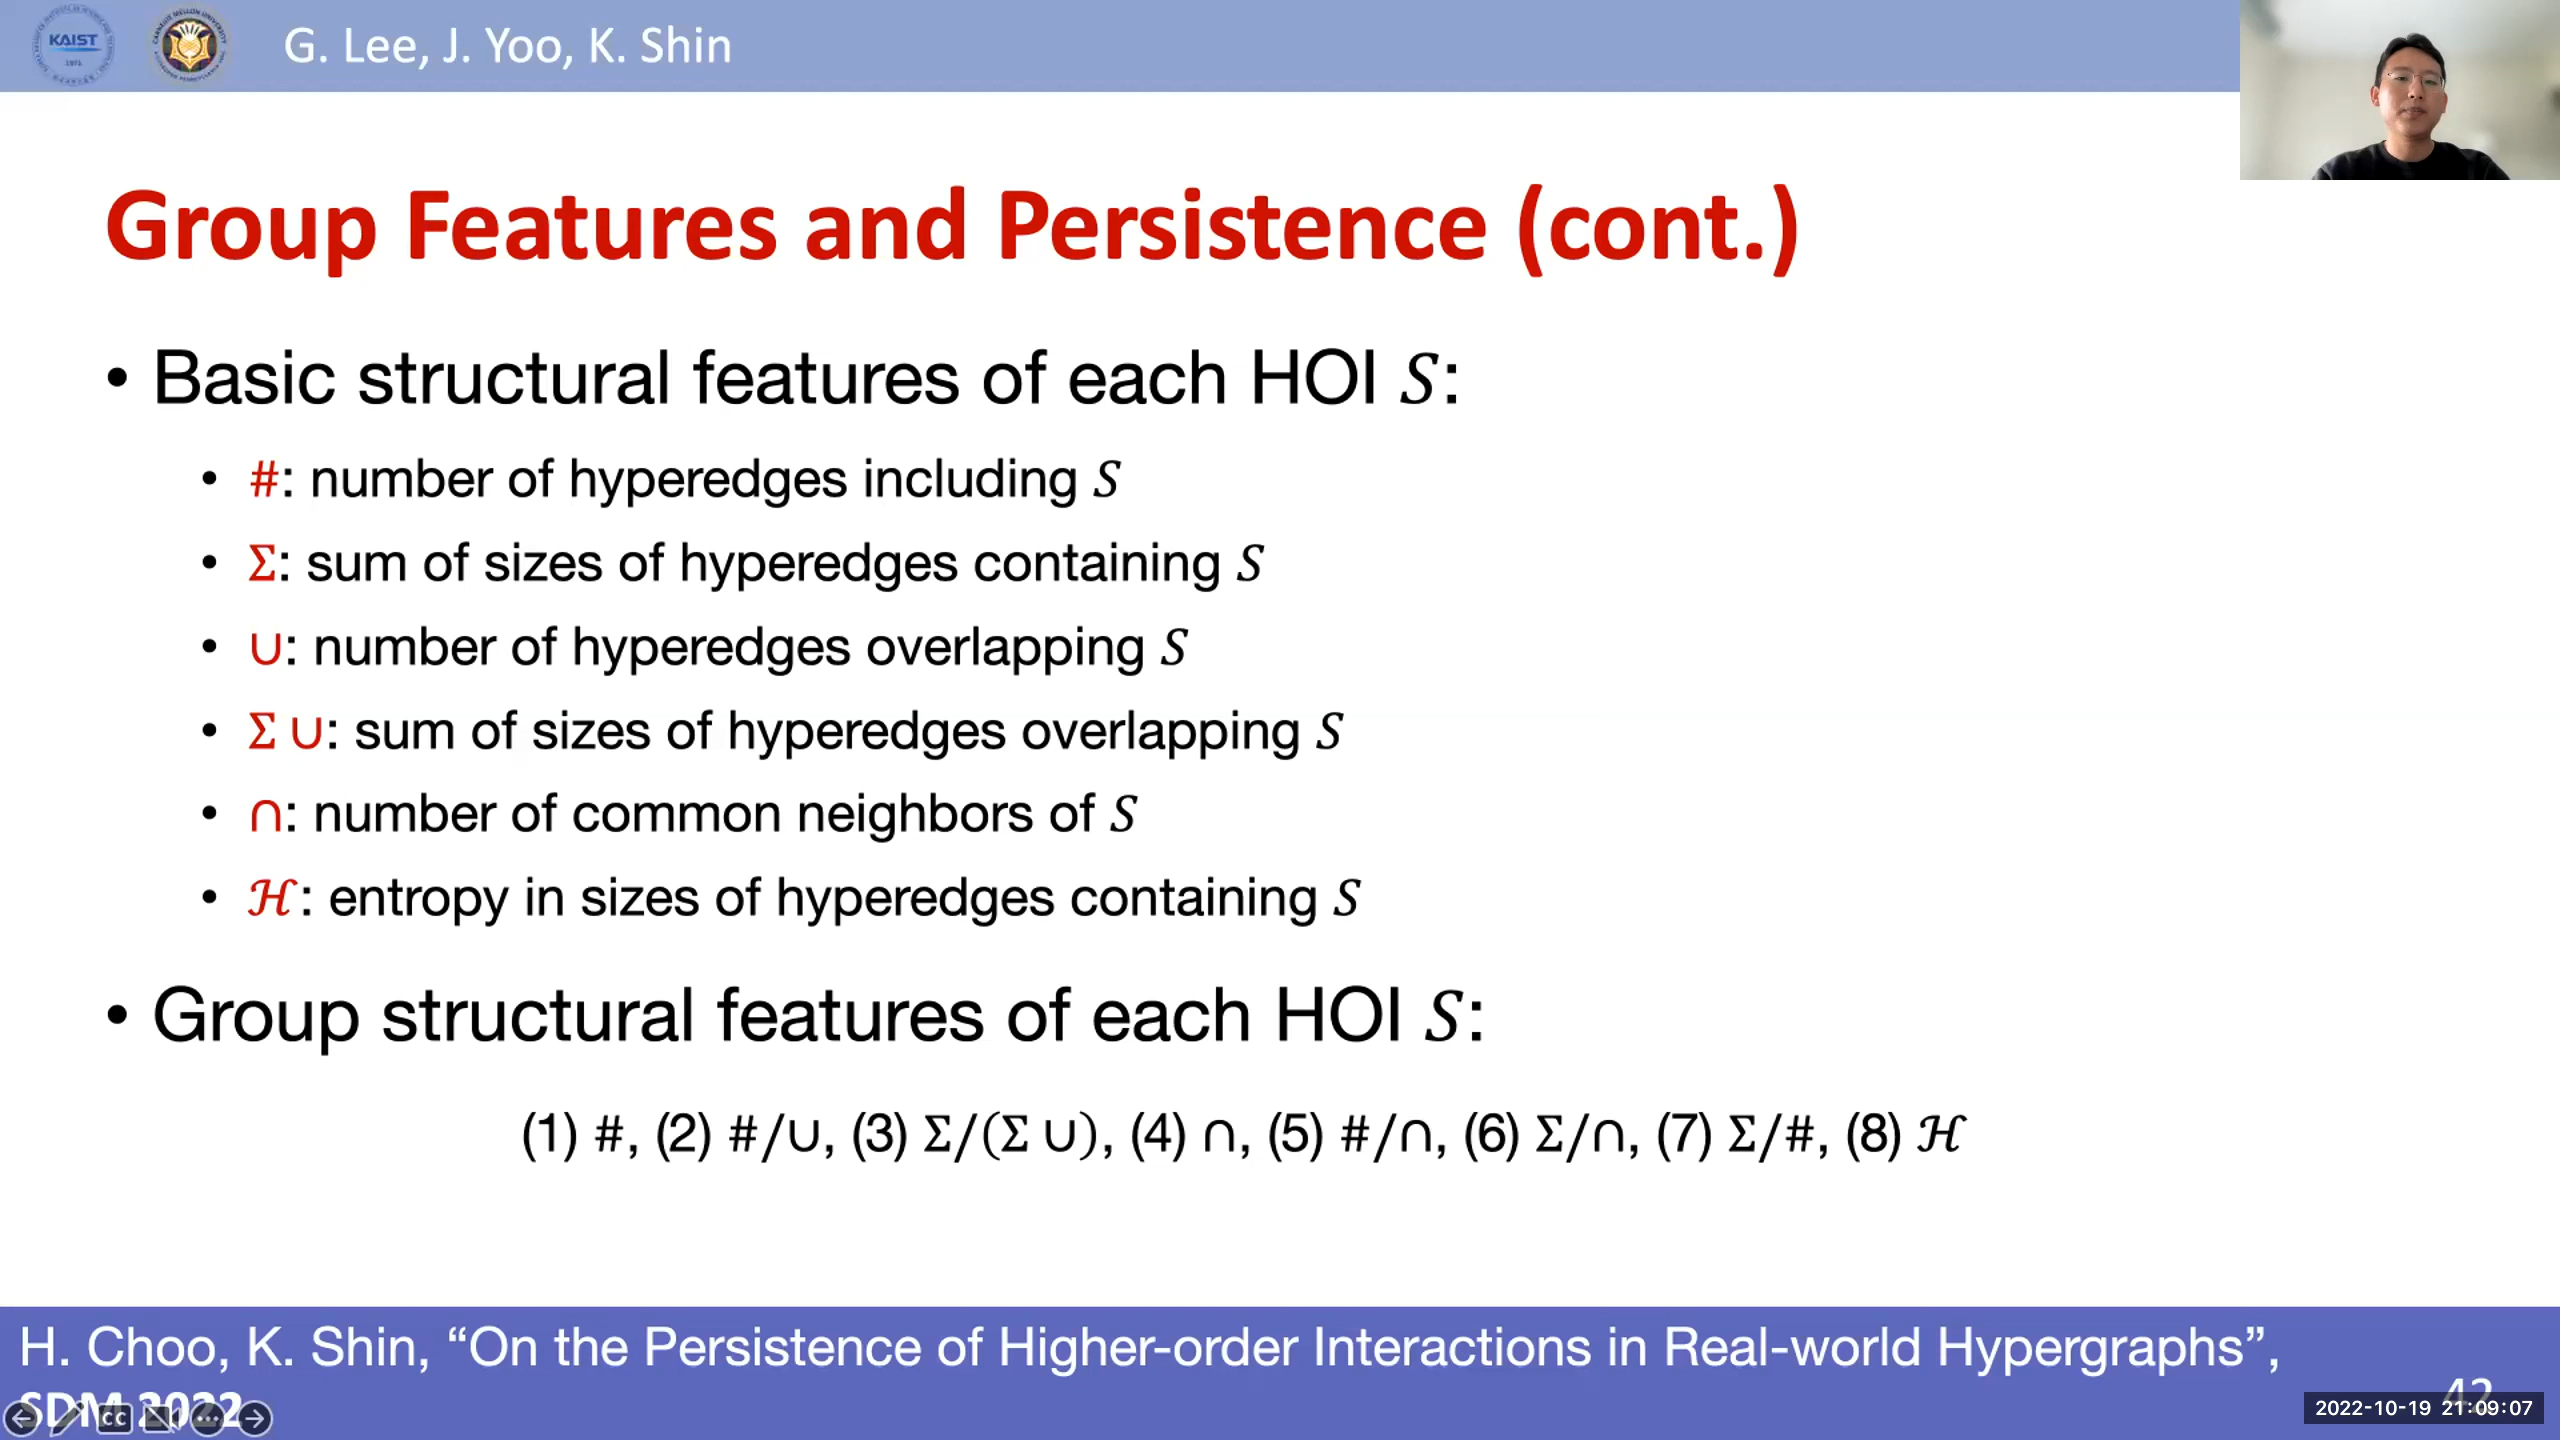 KAIST
1971
G. Lee, J. Yoo, K. Shin
Group Features and Persistence (cont.)
• Basic structural features of each HOI 𝑆:
• #: number of hyperedges including 𝑆
• Σ: sum of sizes of hyperedges containing 𝑆
• ∪: number of hyperedges overlapping 𝑆
• Σ ∪: sum of sizes of hyperedges overlapping 𝑆
• ∩: number of common neighbors of 𝑆
• ℋ: entropy in sizes of hyperedges containing 𝑆
• Group structural features of each HOI 𝑆:
(1) #, (2) #/∪, (3) Σ/(Σ ∪), (4) ∩, (5) #/∩, (6) Σ/∩, (7) Σ/#, (8) ℋ
H. Choo, K. Shin, “On the Persistence of Higher-order Interactions in Real-world Hypergraphs”,
SDM 2022
42
CC
2022-10-19 21:09:07